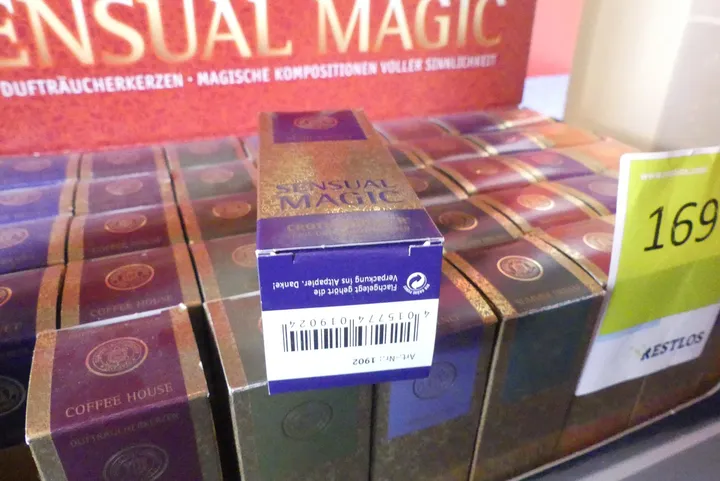 SENSUAL MAGIC
DUFTRÄUCHERKERZEN · MAGISCHE KOMPOSITIONEN VOLLER SINNLICHKEIT
SENSUAL
MAGIC
Flachgelegt gehört die
Verpackung ins Altpapier. Danke!
4 015774 019024
Art.-Nr.: 1902
COFFEE HOUSE
COFFEE HOUSE
DUFTRÄUCHERKERZEN
169
RESTLOS